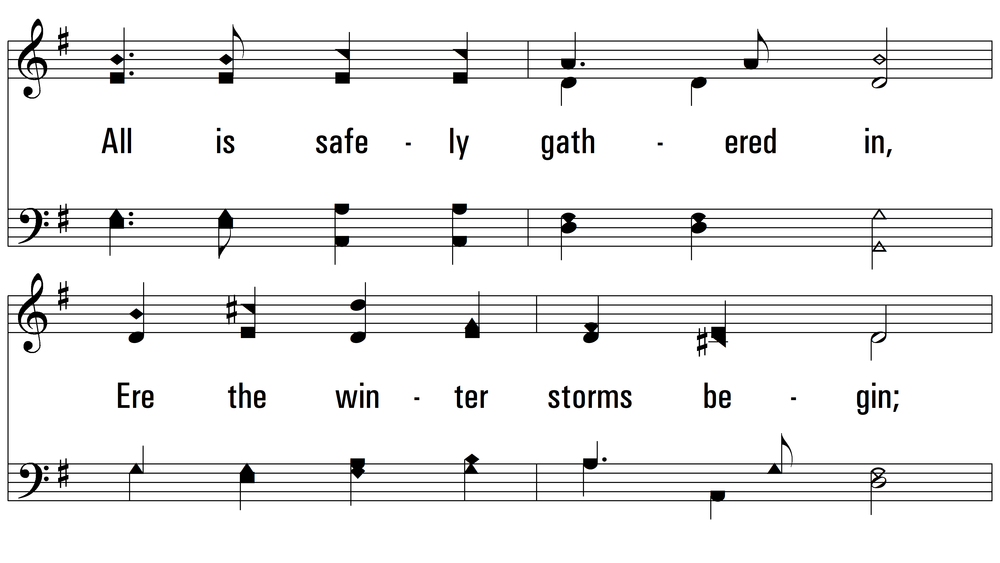 All is safe - ly gath - ered in,
Ere the win - ter storms be - gin;